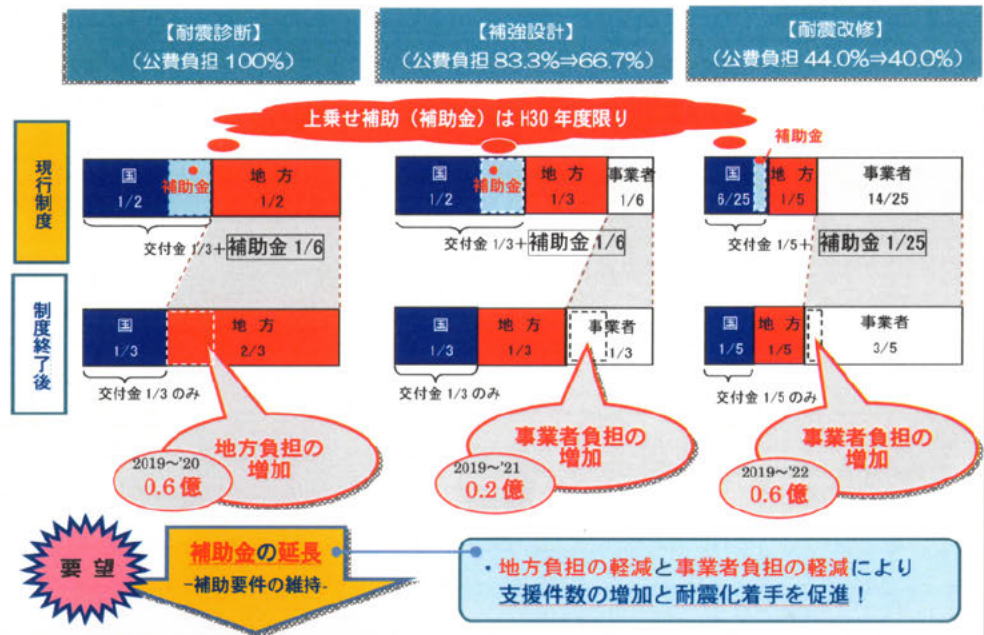 【耐震診断】
（公費負担 100%）
【補強設計】
（公費負担 83.3%⇒66.7%）
【耐震改修】
（公費負担 44.0%⇒40.0%）
上乗せ補助（補助金）は H30 年度限り
現行制度
国
補助金
地 方
1/2
1/2
交付金 1/3＋補助金 1/6
国
補助金
地 方
事業者
1/2
1/3
1/6
交付金 1/3＋補助金 1/6
補助金
国
地 方
事業者
6/25
1/5
14/25
交付金 1/5＋補助金 1/25
制度終了後
国
地 方
1/3
2/3
交付金 1/3 のみ
国
地 方
事業者
1/3
1/3
1/3
交付金 1/3 のみ
国
地 方
事業者
1/5
1/5
3/5
交付金 1/5 のみ
地方負担の
増加
2019～'20
0.6 億
事業者負担の
増加
2019～'21
0.2 億
事業者負担の
増加
2019～'22
0.6 億
要 望
補助金の延長
-補助要件の維持-
・地方負担の軽減と事業者負担の軽減により
支援件数の増加と耐震化着手を促進！